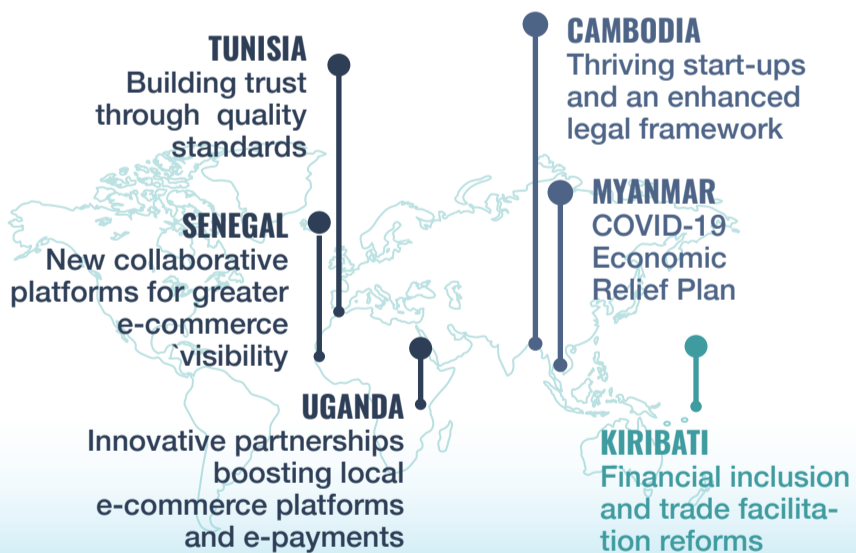 TUNISIA
Building trust
through quality
standards
SENEGAL
New collaborative
platforms for greater
e-commerce
`visibility
UGANDA
Innovative partnerships
boosting local
e-commerce platforms
and e-payments
CAMBODIA
Thriving start-ups
and an enhanced
legal framework
MYANMAR
COVID-19
Economic
Relief Plan
KIRIBATI
Financial inclusion
and trade facilita-
tion reforms